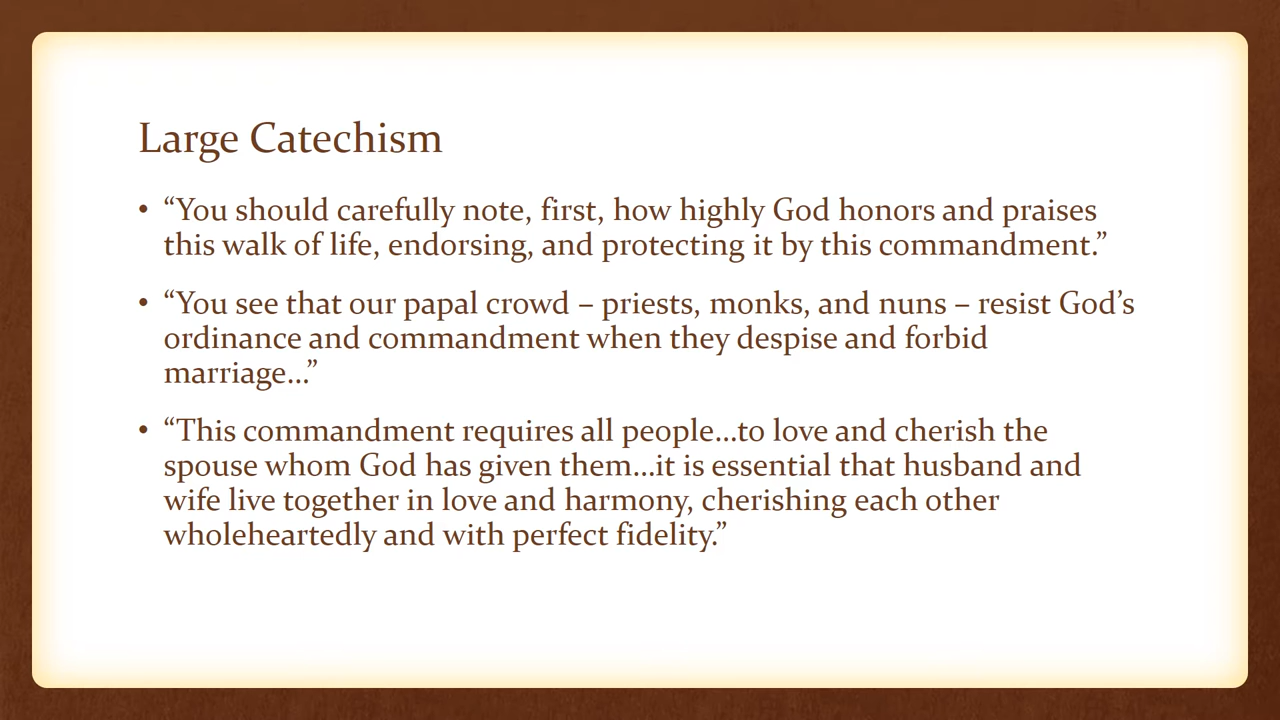 Large Catechism
• “You should carefully note, first, how highly God honors and praises
this walk of life, endorsing, and protecting it by this commandment.”
• “You see that our papal crowd – priests, monks, and nuns – resist God’s
ordinance and commandment when they despise and forbid
marriage…”
• “This commandment requires all people…to love and cherish the
spouse whom God has given them…it is essential that husband and
wife live together in love and harmony, cherishing each other
wholeheartedly and with perfect fidelity.”